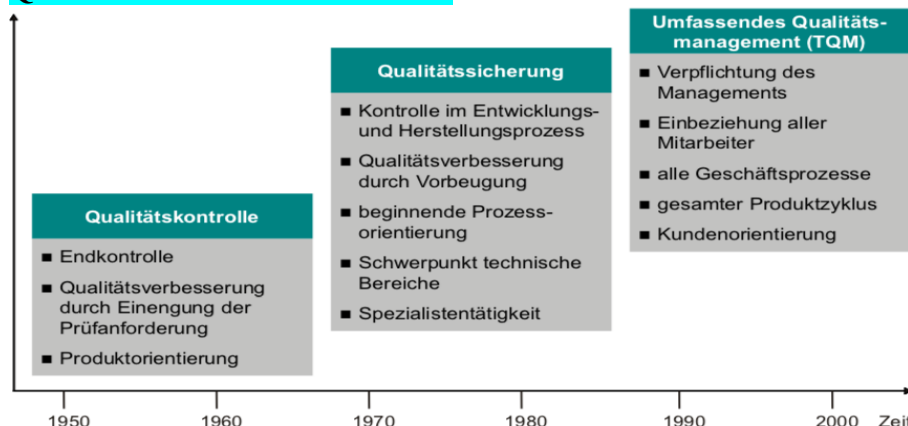 Umfassendes Qualitäts-
management (TQM)
■ Verpflichtung des
Managements
■ Einbeziehung aller
Mitarbeiter
■ alle Geschäftsprozesse
■ gesamter Produktzyklus
■ Kundenorientierung
Qualitätssicherung
■ Kontrolle im Entwicklungs-
und Herstellungsprozess
■ Qualitätsverbesserung
durch Vorbeugung
■ beginnende Prozess-
orientierung
■ Schwerpunkt technische
Bereiche
■ Spezialistentätigkeit
Qualitätskontrolle
■ Endkontrolle
■ Qualitätsverbesserung
durch Einengung der
Prüfanforderung
■ Produktorientierung
1950 1960 1970 1980 1990 2000 Zeit